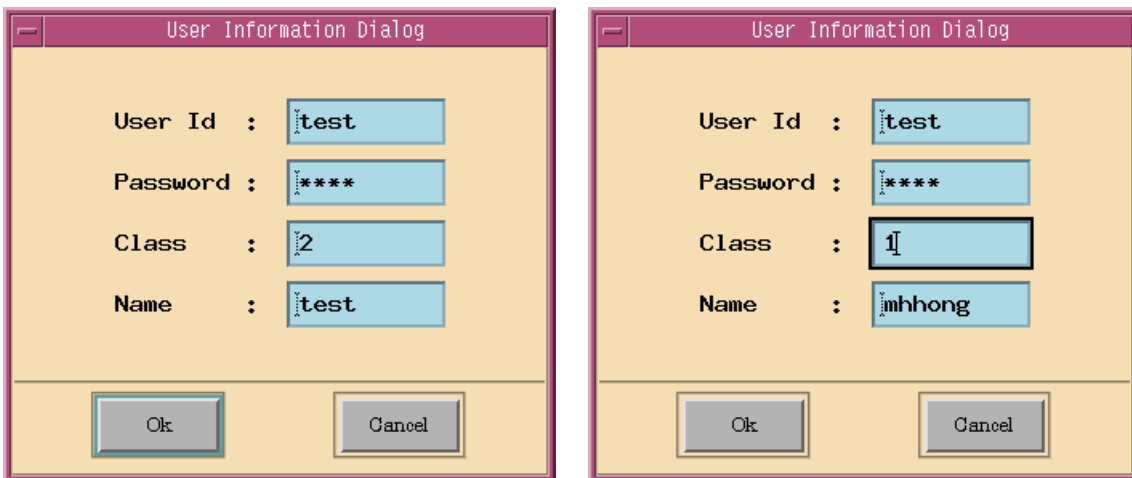 User Information Dialog
User Id : test
Password : ****
Class : 2
Name : test
Ok Cancel
User Information Dialog
User Id : test
Password : ****
Class : 1
Name : mhhong
Ok Cancel